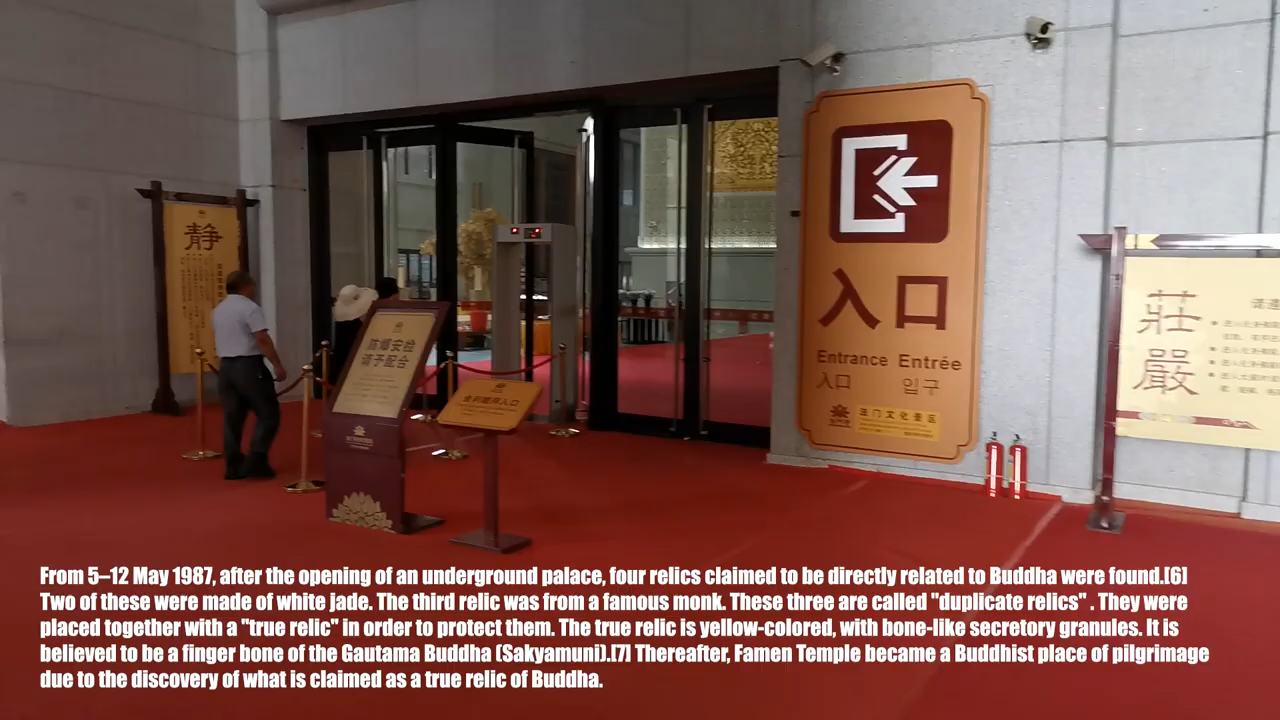 静
防爆安检
请予配合
舍利瞻拜入口
入口
Entrance Entrée
入口 입구
法门文化景区
莊
嚴
From 5–12 May 1987, after the opening of an underground palace, four relics claimed to be directly related to Buddha were found.[6]
Two of these were made of white jade. The third relic was from a famous monk. These three are called "duplicate relics" . They were
placed together with a "true relic" in order to protect them. The true relic is yellow-colored, with bone-like secretory granules. It is
believed to be a finger bone of the Gautama Buddha (Sakyamuni).[7] Thereafter, Famen Temple became a Buddhist place of pilgrimage
due to the discovery of what is claimed as a true relic of Buddha.